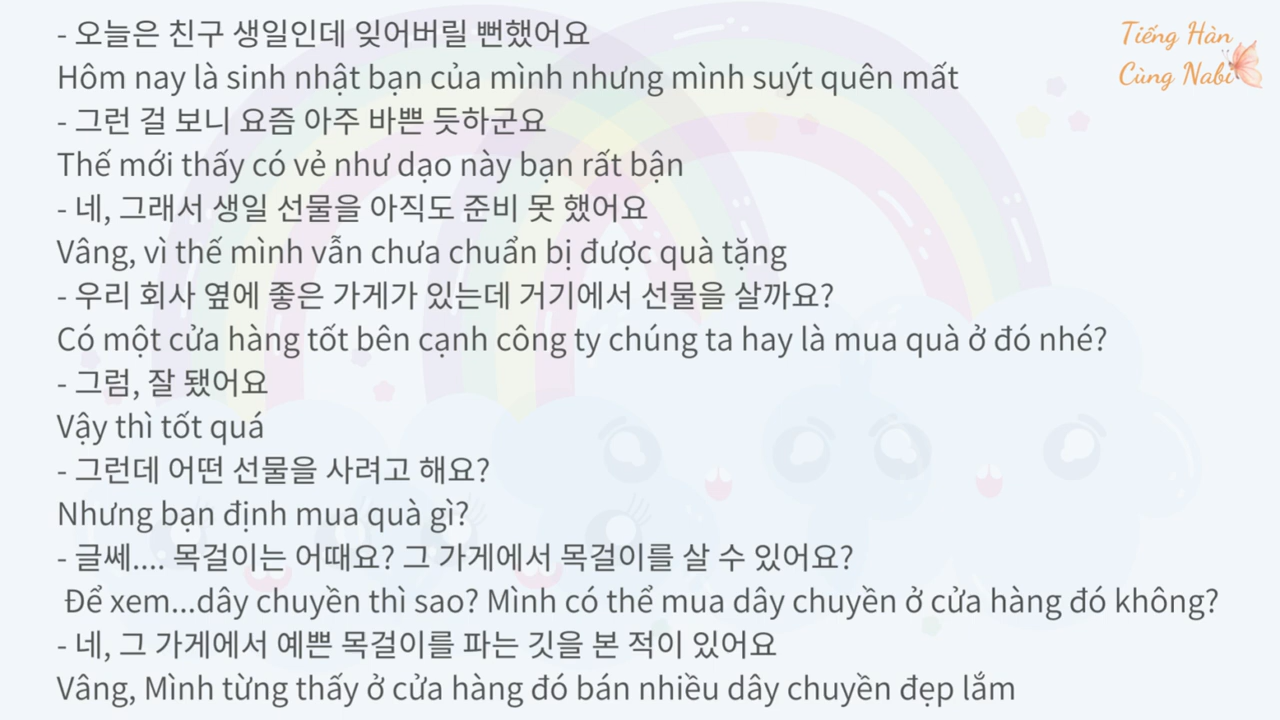 - 오늘은 친구 생일인데 잊어버릴 뻔했어요
Hôm nay là sinh nhật bạn của mình nhưng mình suýt quên mất
- 그런 걸 보니 요즘 아주 바쁜 듯하군요
Thế mới thấy có vẻ như dạo này bạn rất bận
- 네, 그래서 생일 선물을 아직도 준비 못 했어요
Vâng, vì thế mình vẫn chưa chuẩn bị được quà tặng
- 우리 회사 옆에 좋은 가게가 있는데 거기에서 선물을 살까요?
Có một cửa hàng tốt bên cạnh công ty chúng ta hay là mua quà ở đó nhé?
- 그럼, 잘 됐어요
Vậy thì tốt quá
- 그런데 어떤 선물을 사려고 해요?
Nhưng bạn định mua quà gì?
- 글쎄.... 목걸이는 어때요? 그 가게에서 목걸이를 살 수 있어요?
Để xem...dây chuyền thì sao? Mình có thể mua dây chuyền ở cửa hàng đó không?
- 네, 그 가게에서 예쁜 목걸이를 파는 깃을 본 적이 있어요
Vâng, Mình từng thấy ở cửa hàng đó bán nhiều dây chuyền đẹp lắm
Tiếng Hàn
Cùng Nabi